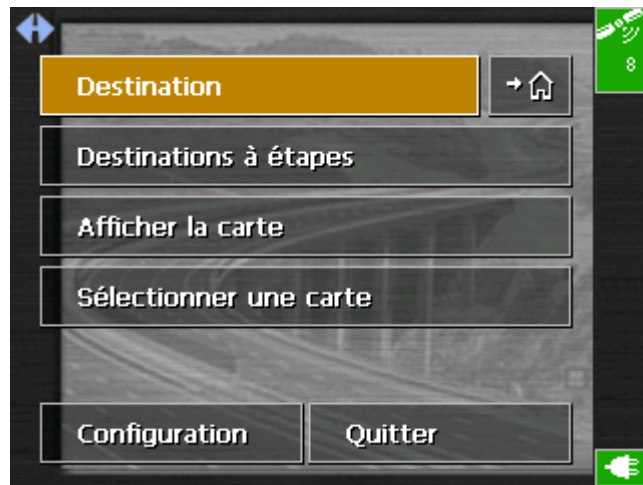 8
Destination
Destinations à étapes
Afficher la carte
Sélectionner une carte
Configuration
Quitter